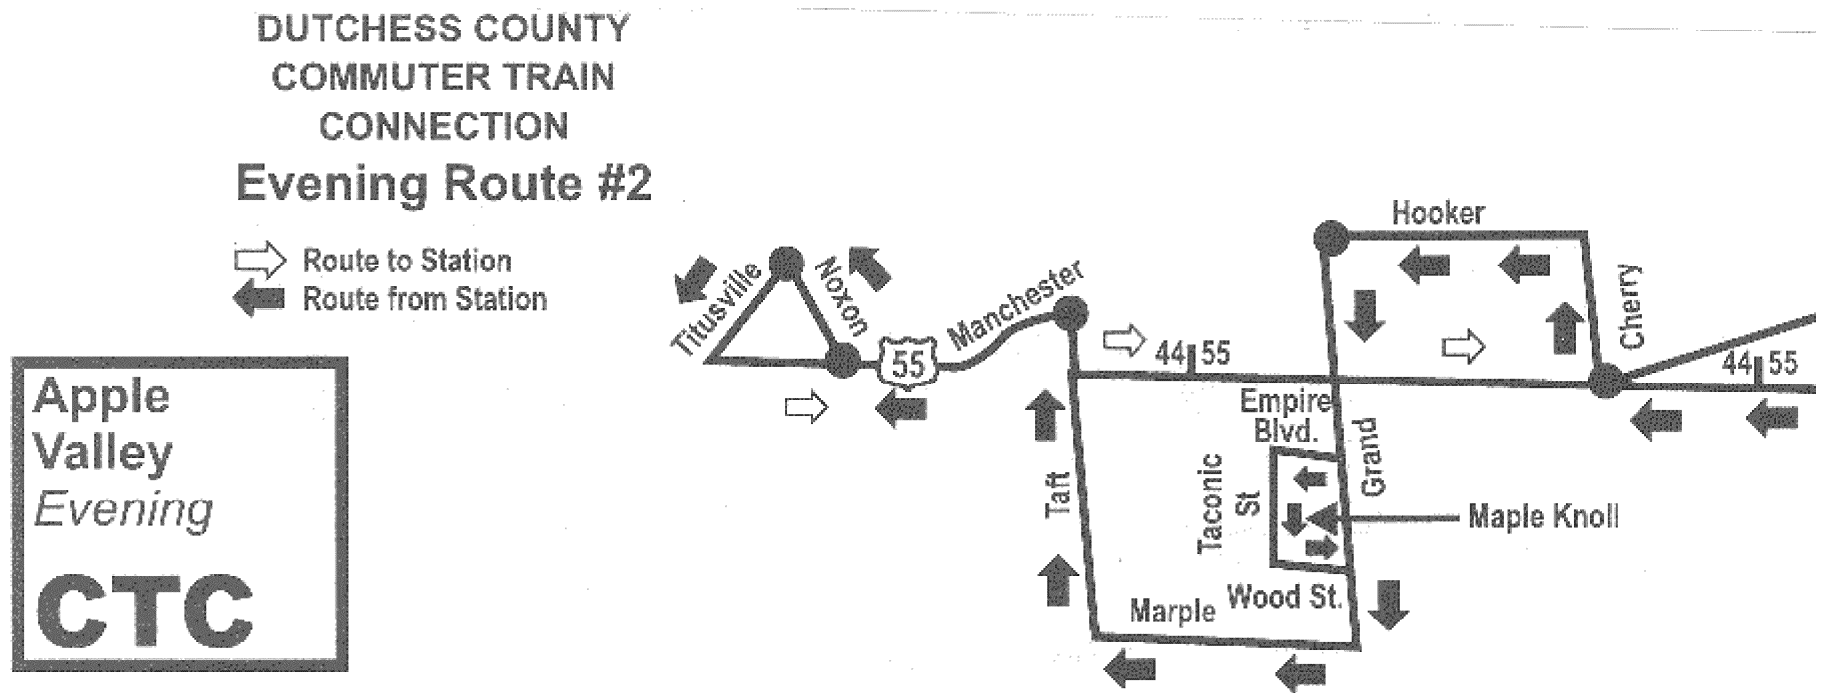 DUTCHESS COUNTY
COMMUTER TRAIN
CONNECTION
Evening Route #2
Route to Station
Route from Station
Apple
Valley
Evening
CTC
Titusville
Noxon
55
Manchester
44 55
Hooker
Cherry
44 55
Empire
Blvd.
Grand
Taconic
St
Taft
Maple Knoll
Wood St.
Marple